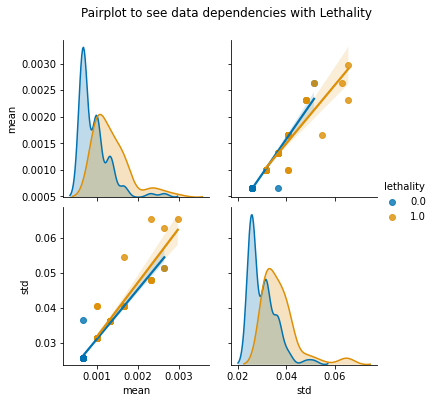 Pairplot to see data dependencies with Lethality
0.0030
0.0025
0.0020
0.0015
0.0010
0.0005
mean
lethality
0.0
1.0
0.06
0.05
0.04
0.03
std
0.001 0.002 0.003
mean
0.02 0.04 0.06
std